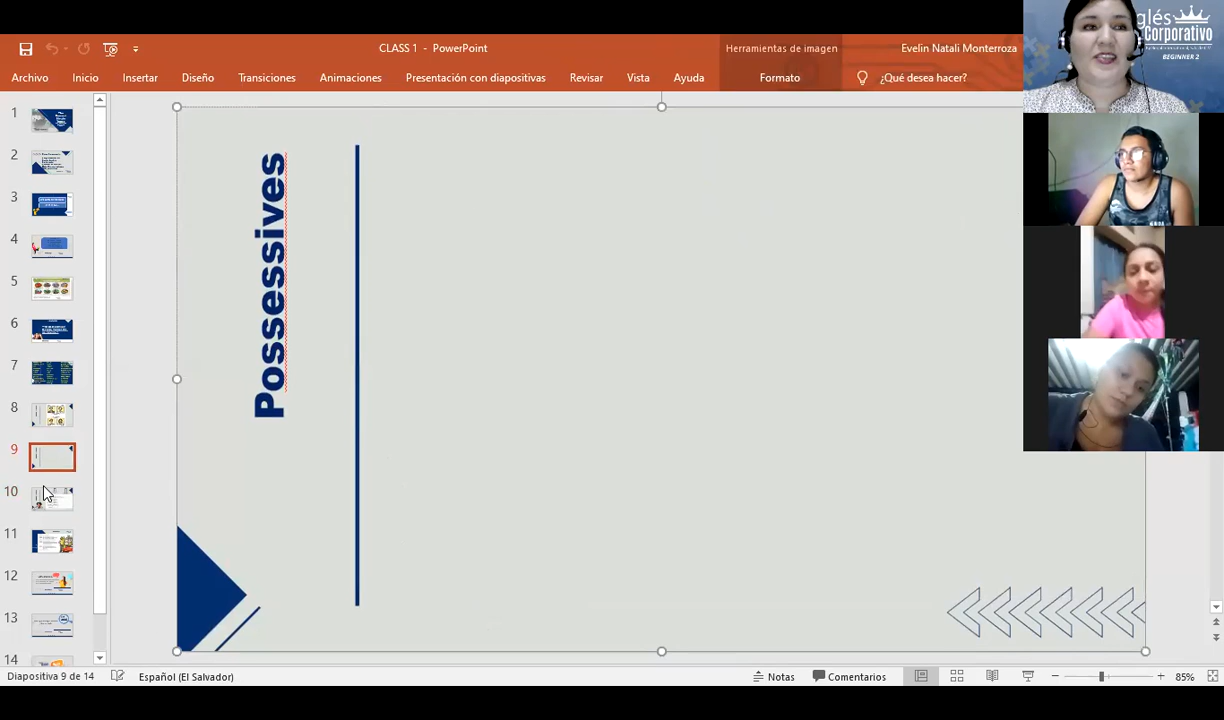 CLASS 1 - PowerPoint
Herramientas de imagen
Evelin Natali Monterroza
Archivo
Inicio
Insertar
Diseño
Transiciones
Animaciones
Presentación con diapositivas
Revisar
Vista
Ayuda
Formato
¿Qué desea hacer?
glés
Corporativo
BEGINNER 2
1
2
3
4
5
6
7
8
9
10
11
12
13
14
Possessives
Diapositiva 9 de 14
Español (El Salvador)
Notas
Comentarios
85%